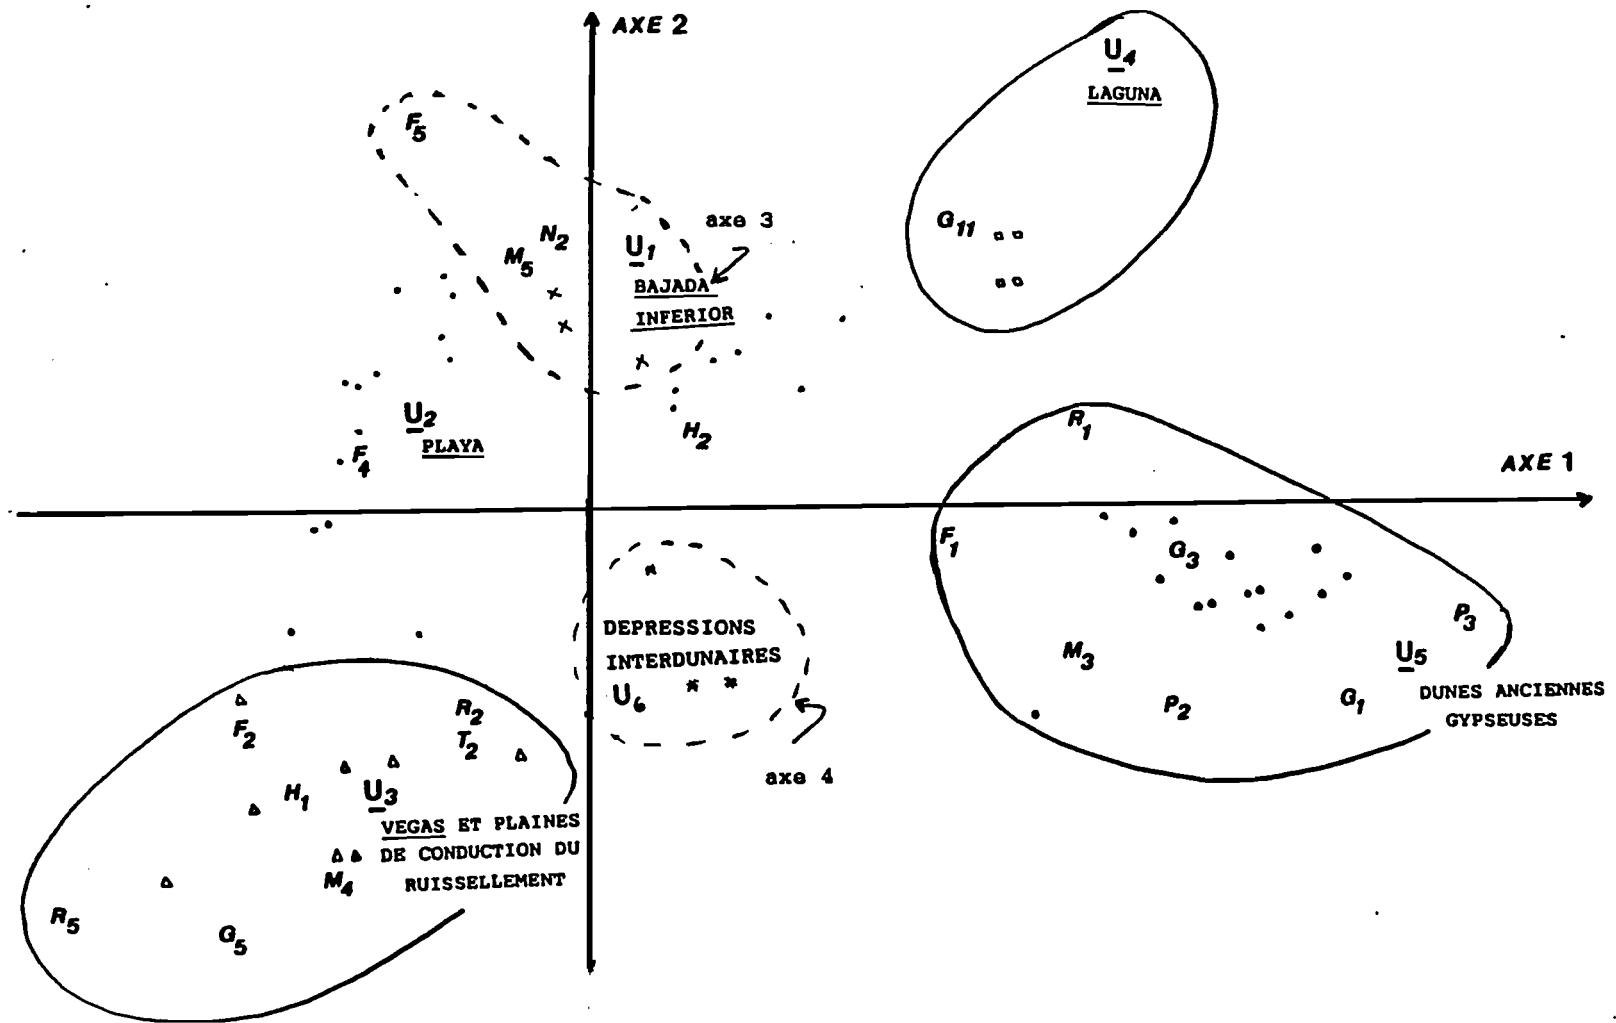 AXE 2
U4
LAGUNA
F5
G11
axe 3
N2
U1
M5
BAJADA
INFERIOR
U2
PLAYA
H2
F4
R1
AXE 1
F1
G3
P3
DEPRESSIONS
INTERDUNAIRES
U6
M3
U5
P2
G1
DUNES ANCIENNES
GYPSEUSES
axe 4
R2
T2
F2
H1
U3
VEGAS ET PLAINES
DE CONDUCTION DU
RUISSELLEMENT
M4
R5
G5